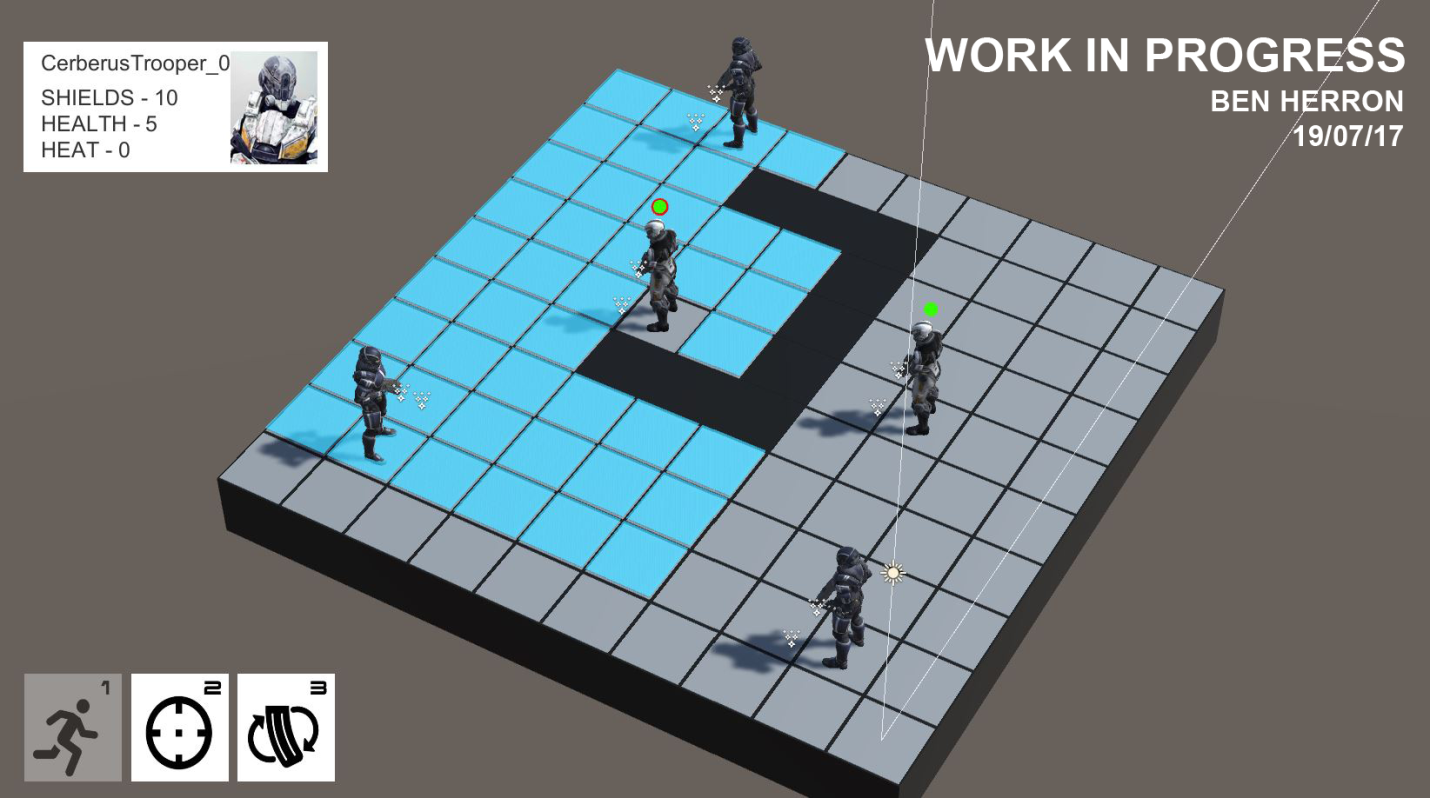 CerberusTrooper_0
SHIELDS - 10
HEALTH - 5
HEAT - 0
WORK IN PROGRESS
BEN HERRON
19/07/17
1
2
3